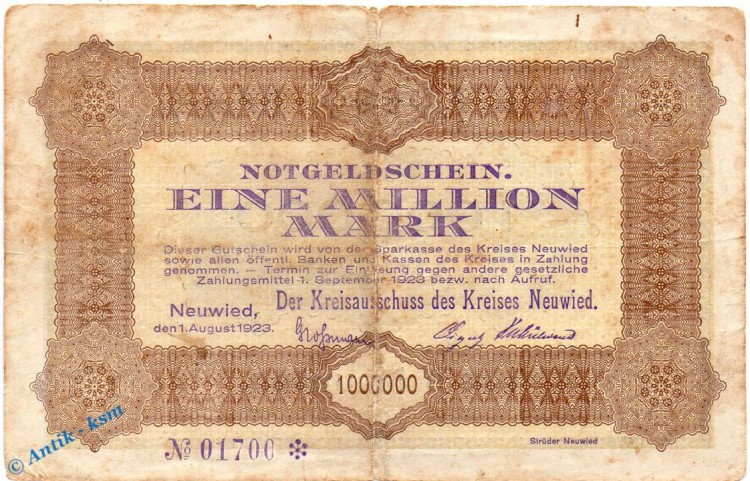 NOTGELDSCHEIN.
EINE MILLION
MARK
Dieser Gutschein wird von der Sparkasse des Kreises Neuwied
sowie allen öffentl. Banken und Kassen des Kreises in Zahlung
genommen. — Termin zur Einlösung gegen andere gesetzliche
Zahlungsmittel 1. September 1923 bezw. nach Aufruf.
Neuwied,
den 1. August 1923.
Der Kreisausschuss des Kreises Neuwied.
Großmann
1000000
№ 01700 *
Strüder Neuwied
© Antik - ksm